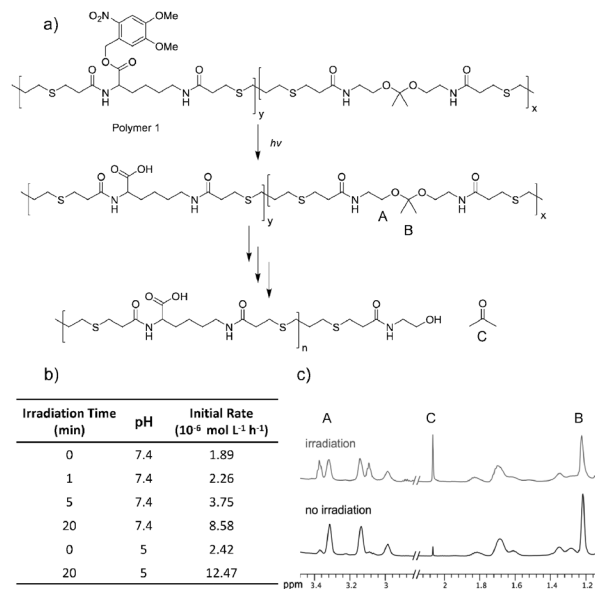 a)
O₂N
OMe
OMe
O
O
O
O
O
S
N
H
H
N
S
y
S
N
H
O
O
N
H
S
x
Polymer 1
hν
O
OH
O
O
O
O
S
N
H
N
H
S
y
S
N
H
O
O
N
H
S
x
A
B
O
OH
O
O
O
O
S
N
H
N
H
S
n
S
N
H
OH
C
b)
Irradiation Time (min) pH Initial Rate (10⁻⁶ mol L⁻¹ h⁻¹)
0 7.4 1.89
1 7.4 2.26
5 7.4 3.75
20 7.4 8.58
0 5 2.42
20 5 12.47
c)
A C B
irradiation
no irradiation
ppm 3.4 3.2 3 2 1.8 1.6 1.4 1.2